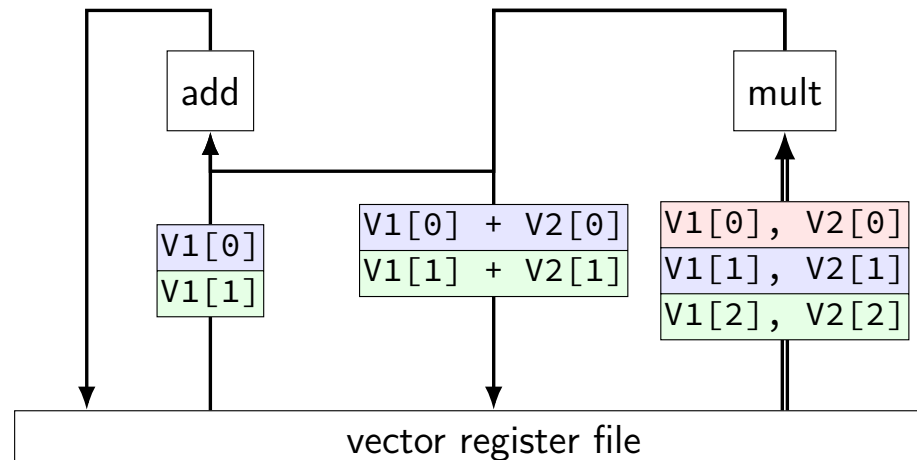 add
mult
V1[0]
V1[1]
V1[0] + V2[0]
V1[1] + V2[1]
V1[0], V2[0]
V1[1], V2[1]
V1[2], V2[2]
vector register file